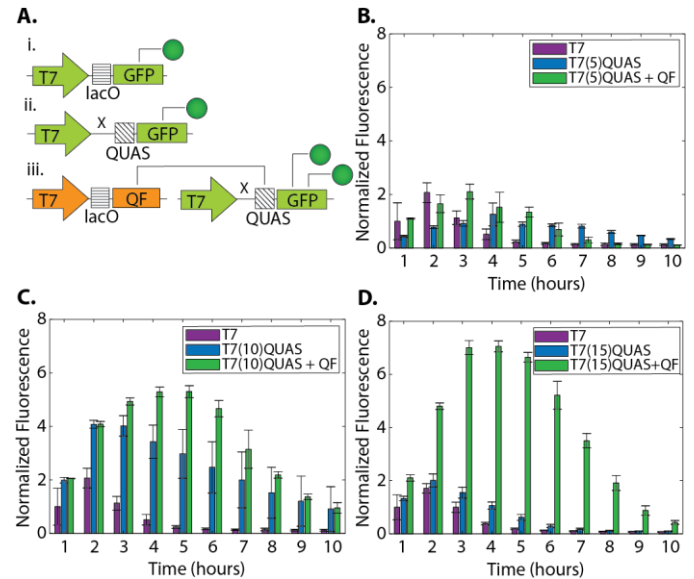 A.
i.
T7
lacO
GFP
ii.
T7
X
QUAS
GFP
iii.
T7
lacO
QF
T7
X
QUAS
GFP
B.
Normalized Fluorescence
8
6
4
2
0
T7
T7(5)QUAS
T7(5)QUAS + QF
1 2 3 4 5 6 7 8 9 10
Time (hours)
C.
Normalized Fluorescence
8
6
4
2
0
T7
T7(10)QUAS
T7(10)QUAS + QF
1 2 3 4 5 6 7 8 9 10
Time (hours)
D.
Normalized Fluorescence
8
6
4
2
0
T7
T7(15)QUAS
T7(15)QUAS+QF
1 2 3 4 5 6 7 8 9 10
Time (hours)